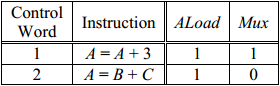 Control Word Instruction ALoad Mux
1 A = A + 3 1 1
2 A = B + C 1 0